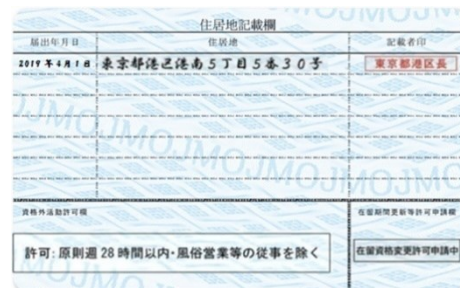 住居地記載欄
届出年月日 住居地 記載者印
2019年4月1日 東京都港区港南5丁目5番30号 東京都港区長
資格外活動許可欄 在留期間更新等許可申請欄
許可:原則週28時間以内・風俗営業等の従事を除く 在留資格変更許可申請中
MOJMOJMOJ